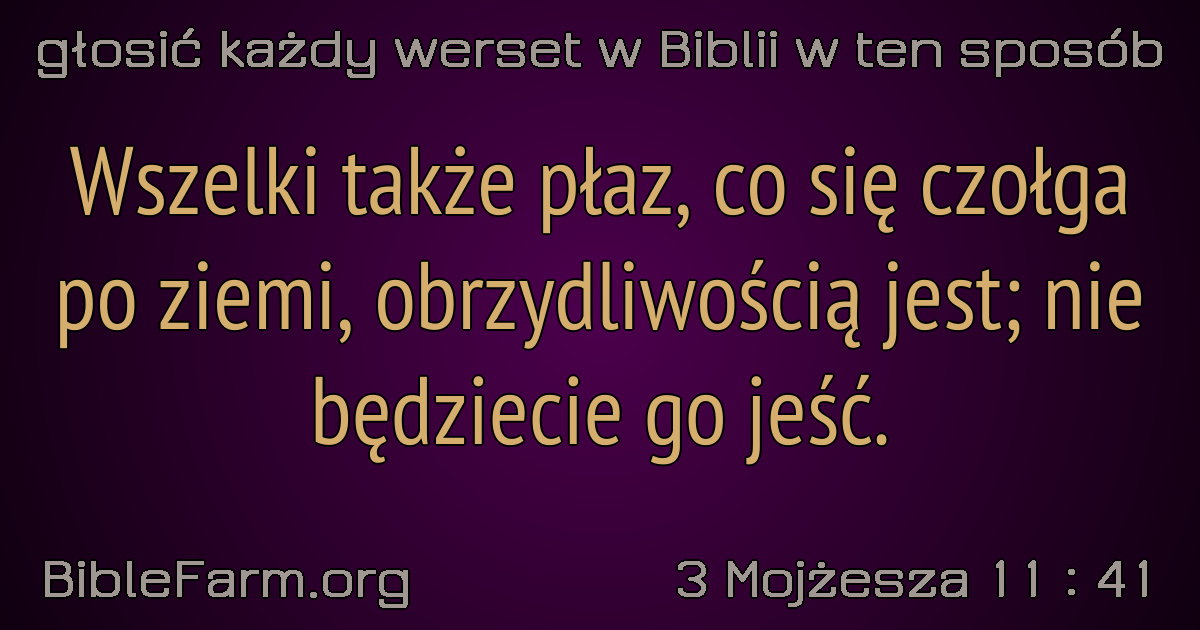 głosić każdy werset w Biblii w ten sposób
Wszelki także płaz, co się czołga
po ziemi, obrzydliwością jest; nie
będziecie go jeść.
BibleFarm.org
3 Mojżesza 11 : 41